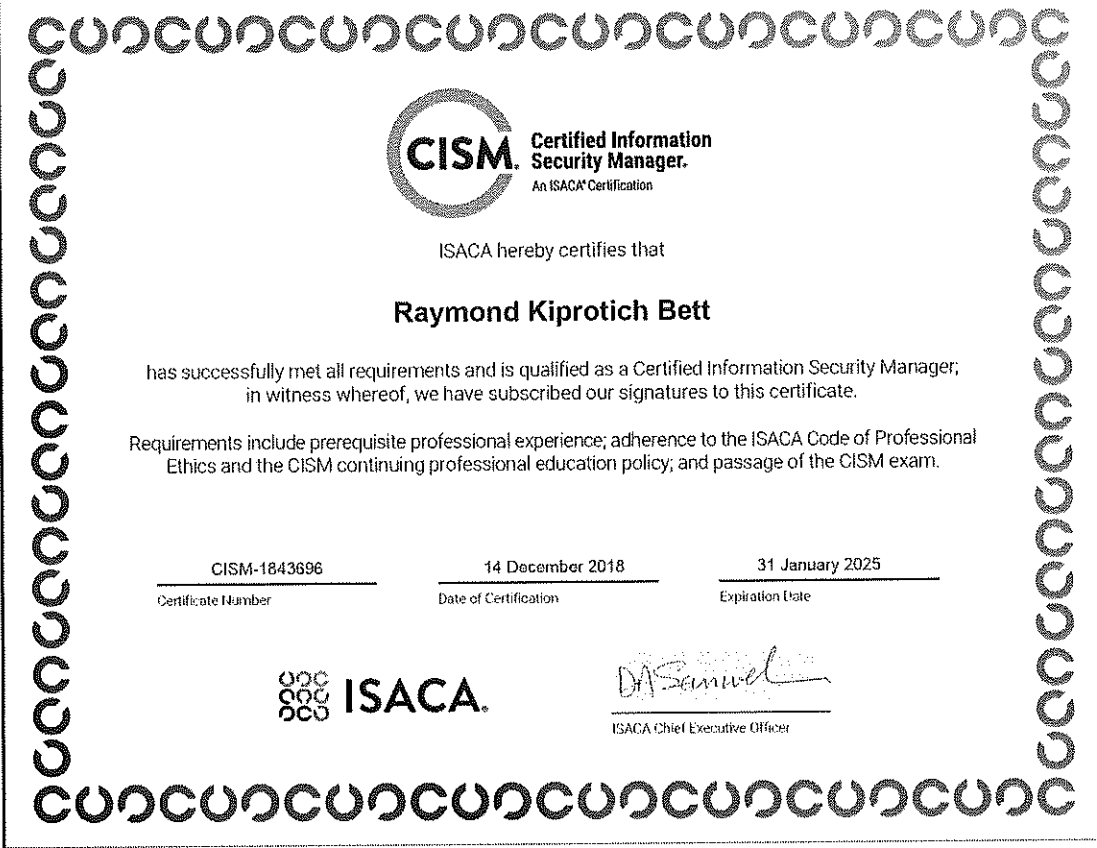 CISM. Certified Information
Security Manager.
An ISACA® Certification
ISACA hereby certifies that
Raymond Kiprotich Bett
has successfully met all requirements and is qualified as a Certified Information Security Manager;
in witness whereof, we have subscribed our signatures to this certificate.
Requirements include prerequisite professional experience; adherence to the ISACA Code of Professional
Ethics and the CISM continuing professional education policy; and passage of the CISM exam.
CISM-1843696 14 December 2018 31 January 2025
Certificate Number Date of Certification Expiration Date
ISACA.
DASamuel
ISACA Chief Executive Officer